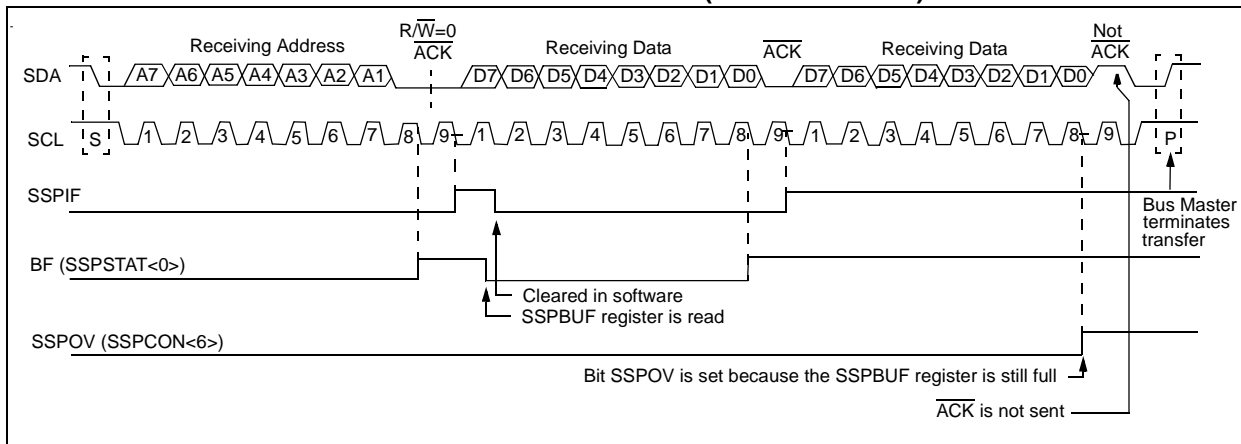 R/W=0
Receiving Address ACK Receiving Data ACK Receiving Data Not ACK
SDA A7 A6 A5 A4 A3 A2 A1 D7 D6 D5 D4 D3 D2 D1 D0 D7 D6 D5 D4 D3 D2 D1 D0
SCL S 1 2 3 4 5 6 7 8 9 1 2 3 4 5 6 7 8 9 1 2 3 4 5 6 7 8 9 P
SSPIF
Bus Master
terminates
transfer
BF (SSPSTAT<0>)
Cleared in software
SSPBUF register is read
SSPOV (SSPCON<6>)
Bit SSPOV is set because the SSPBUF register is still full
ACK is not sent